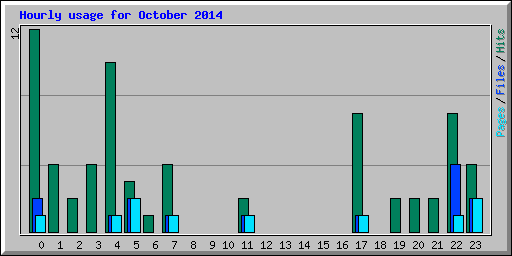 Hourly usage for October 2014
12
Pages/Files/Hits
0 1 2 3 4 5 6 7 8 9 10 11 12 13 14 15 16 17 18 19 20 21 22 23